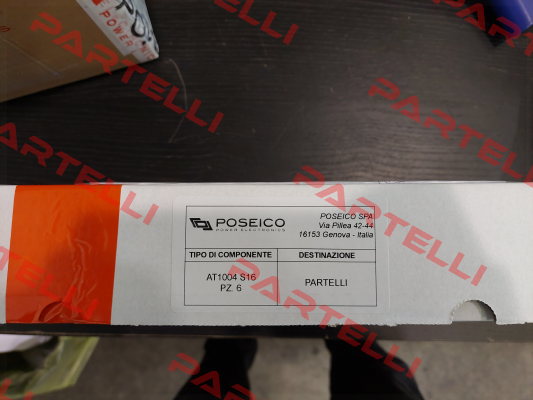 POSEICO
POWER ELECTRONICS
POSEICO SPA
Via Pillea 42-44
16153 Genova - Italia
TIPO DI COMPONENTE
DESTINAZIONE
AT1004 S16
PZ. 6
PARTELLI
PARTELLI
PARTELLI
PARTELLI
PARTELLI
PARTELLI
PARTELLI
PARTELLI